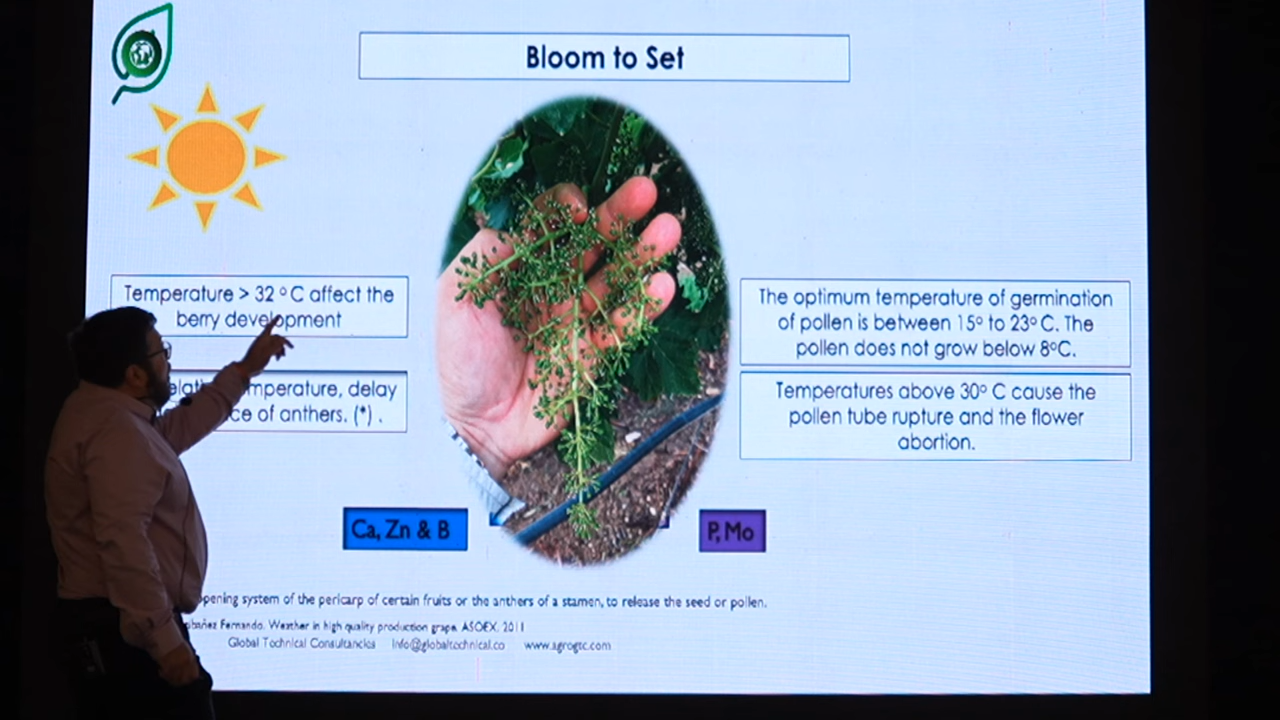 Bloom to Set
Temperature > 32 °C affect the
berry development
temperature, delay
of anthers. (*) .
The optimum temperature of germination
of pollen is between 15° to 23° C. The
pollen does not grow below 8°C.
Temperatures above 30° C cause the
pollen tube rupture and the flower
abortion.
Ca, Zn & B
P, Mo
system of the pericarp of certain fruits or the anthers of a stamen, to release the seed or pollen.
Fernando. Weather in high quality production grape. ASOEX. 2011
Global Technical Consultancies info@globaltechnical.co www.agrogtc.com